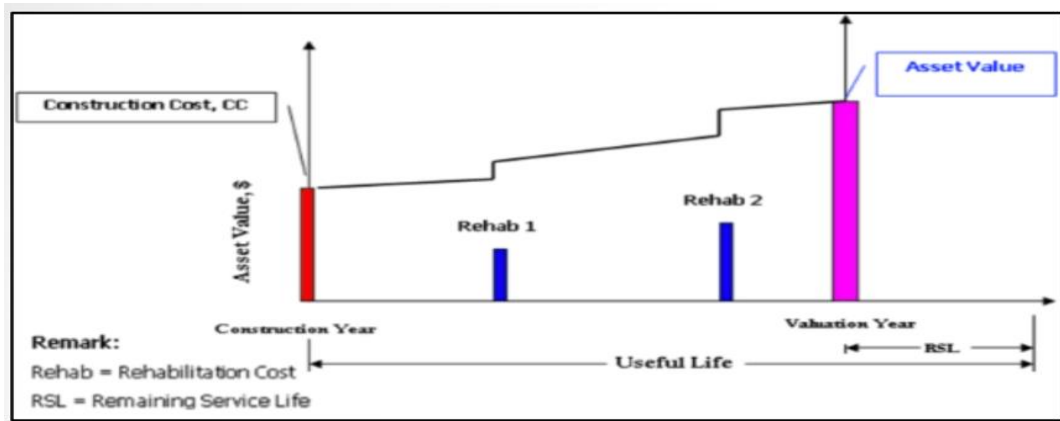 Asset Value
Construction Cost, CC
Asset Value, $
Rehab 1
Rehab 2
Construction Year
Valuation Year
Remark:
RSL
Useful Life
Rehab = Rehabilitation Cost
RSL = Remaining Service Life